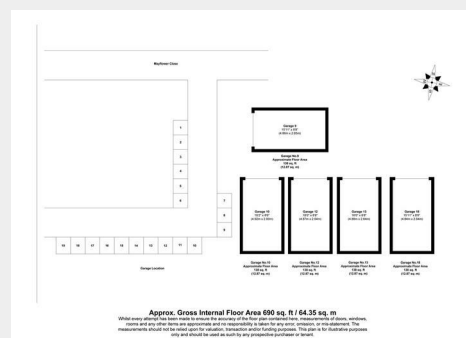 Mayflower Close
1
2
3
4
5
6
7
8
9
15 16 17 18 15 14 13 12 11 10
Garage Location
Garage No.9
Approximate Floor Area
138 sq. ft
(12.87 sq. m)
Garage 10
Garage 12
Garage 13
Garage 14
Garage No.10
Approximate Floor Area
138 sq. ft
(12.87 sq. m)
Garage No.12
Approximate Floor Area
138 sq. ft
(12.87 sq. m)
Garage No.13
Approximate Floor Area
138 sq. ft
(12.87 sq. m)
Garage No.14
Approximate Floor Area
138 sq. ft
(12.87 sq. m)
Approx. Gross Internal Floor Area 690 sq. ft / 64.35 sq. m
Whilst every attempt has been made to ensure the accuracy of the floor plan contained here, measurements of doors, windows,
rooms and any other items are approximate and no responsibility is taken for any error, omission, or mis-statement. The
measurements should not be relied upon for valuation, transaction and/or funding purposes. This plan is for illustrative purposes
only and should be used as such by any prospective purchaser or tenant.